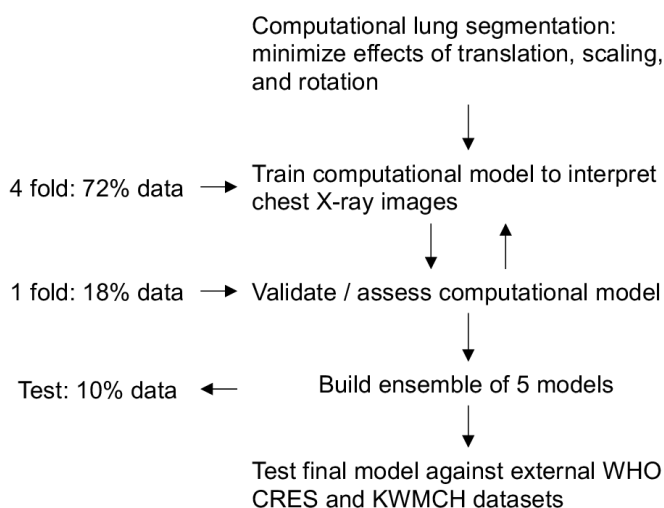 Computational lung segmentation:
minimize effects of translation, scaling,
and rotation
4 fold: 72% data
Train computational model to interpret
chest X-ray images
1 fold: 18% data
Validate / assess computational model
Test: 10% data
Build ensemble of 5 models
Test final model against external WHO
CRES and KWMCH datasets